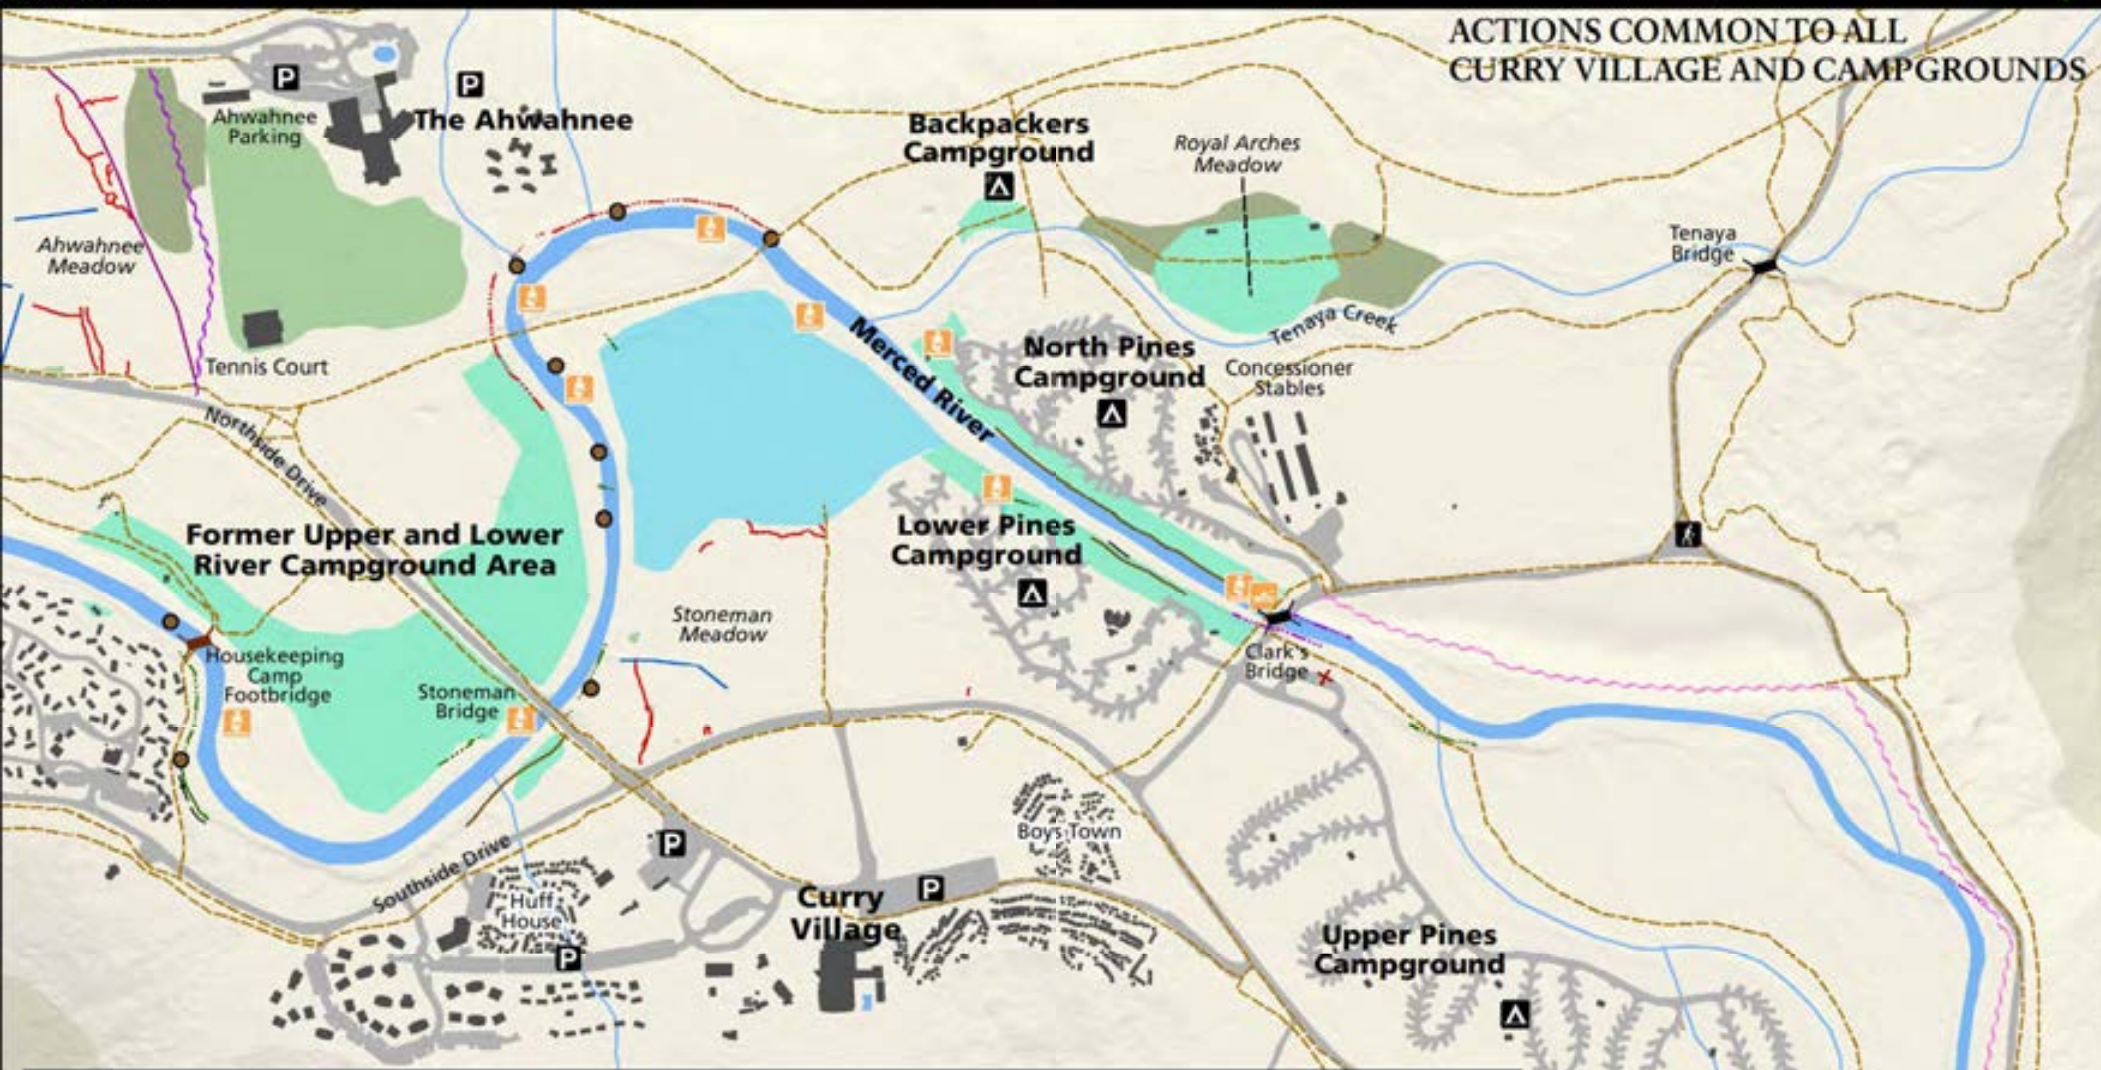 ACTIONS COMMON TO ALL
CURRY VILLAGE AND CAMPGROUNDS
P
P
Ahwahnee
Parking
The Ahwahnee
Backpackers
Campground
Royal Arches
Meadow
Ahwahnee
Meadow
Tenaya
Bridge
Tennis Court
Merced River
Tenaya Creek
North Pines
Campground
Concessioner
Stables
Northside Drive
Former Upper and Lower
River Campground Area
Lower Pines
Campground
Stoneman
Meadow
Housekeeping
Camp
Footbridge
Stoneman
Bridge
Clark's
Bridge
Boys Town
P
Southside Drive
Huff
House
P
Curry
Village
P
Upper Pines
Campground